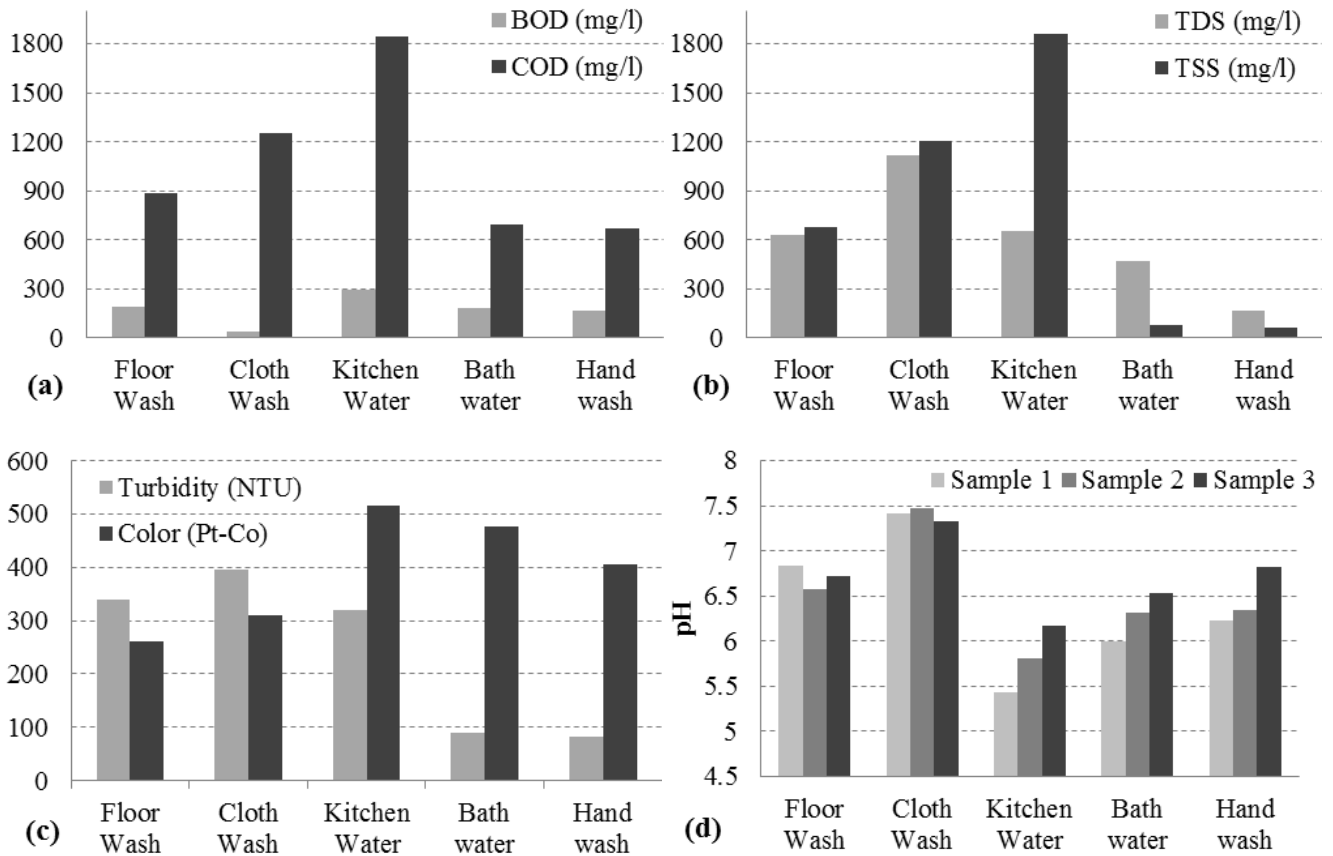 BOD (mg/l)
COD (mg/l)
1800
1500
1200
900
600
300
0
Floor
Wash
Cloth
Wash
Kitchen
Water
Bath
water
Hand
wash
(a)
TDS (mg/l)
TSS (mg/l)
1800
1500
1200
900
600
300
0
Floor
Wash
Cloth
Wash
Kitchen
Water
Bath
water
Hand
wash
(b)
Turbidity (NTU)
Color (Pt-Co)
600
500
400
300
200
100
0
Floor
Wash
Cloth
Wash
Kitchen
Water
Bath
water
Hand
wash
(c)
Sample 1 Sample 2 Sample 3
pH
8
7.5
7
6.5
6
5.5
5
4.5
Floor
Wash
Cloth
Wash
Kitchen
Water
Bath
water
Hand
wash
(d)